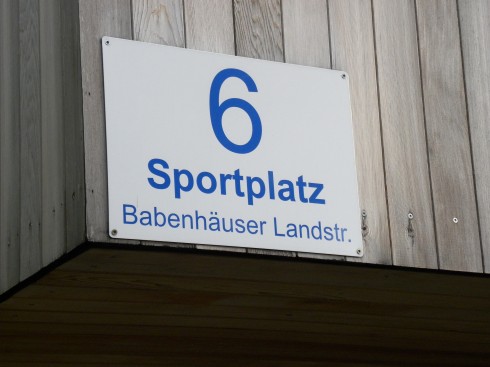 6
Sportplatz
Babenhäuser Landstr.